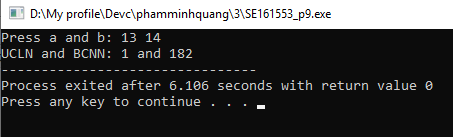 D:\My profile\Devc\phamminhquang\3\SE161553_p9.exe
Press a and b: 13 14
UCLN and BCNN: 1 and 182
--------------------------------
Process exited after 6.106 seconds with return value 0
Press any key to continue . . .